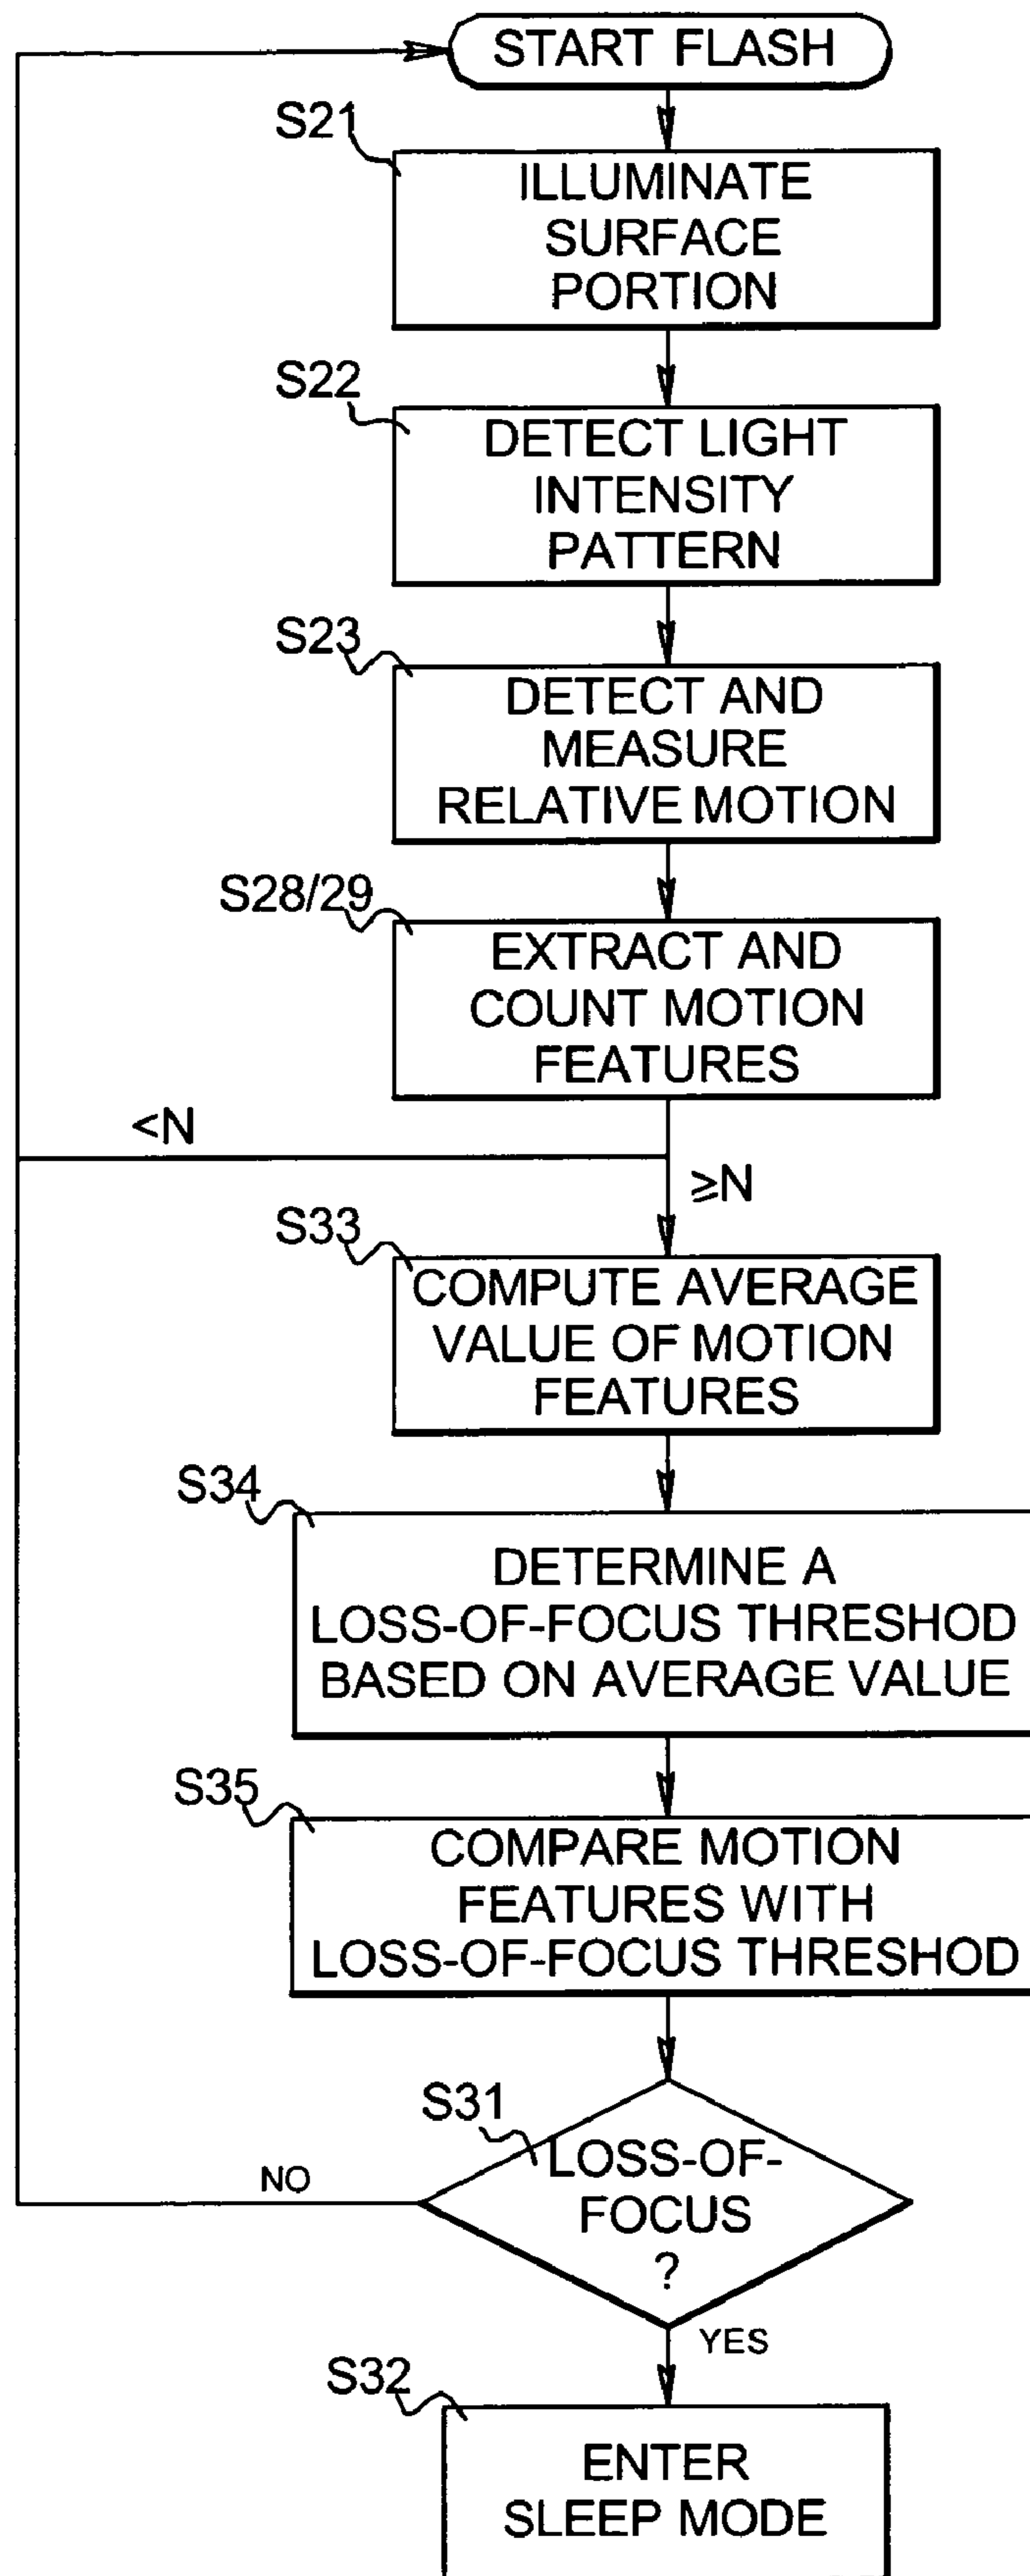 START FLASH
S21
ILLUMINATE
SURFACE
PORTION
S22
DETECT LIGHT
INTENSITY
PATTERN
S23
DETECT AND
MEASURE
RELATIVE MOTION
S28/29
EXTRACT AND
COUNT MOTION
FEATURES
<N
≥N
S33
COMPUTE AVERAGE
VALUE OF MOTION
FEATURES
S34
DETERMINE A
LOSS-OF-FOCUS THRESHOD
BASED ON AVERAGE VALUE
S35
COMPARE MOTION
FEATURES WITH
LOSS-OF-FOCUS THRESHOD
S31
LOSS-OF-
FOCUS
?
NO
YES
S32
ENTER
SLEEP MODE